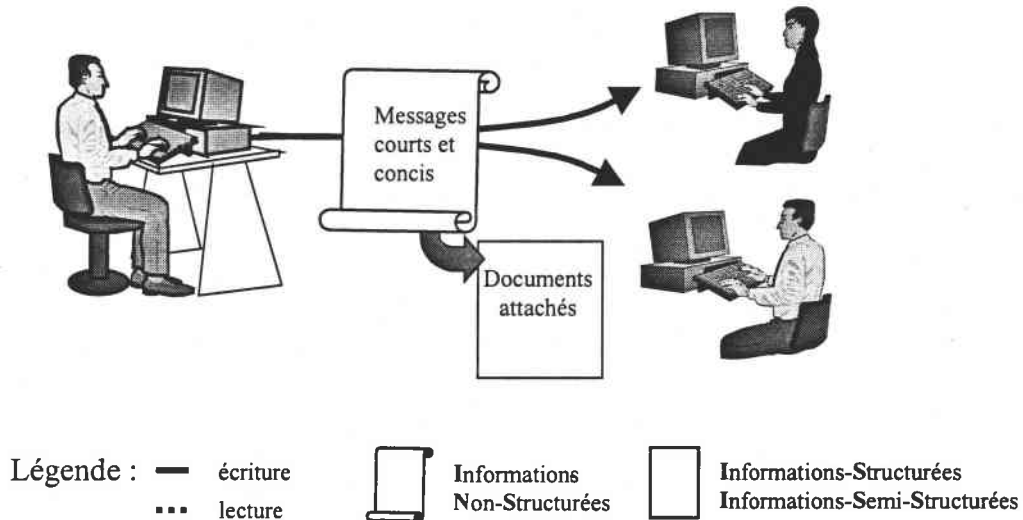 Messages
courts et
concis
Documents
attachés
Légende :
écriture
lecture
Informations
Non-Structurées
Informations-Structurées
Informations-Semi-Structurées